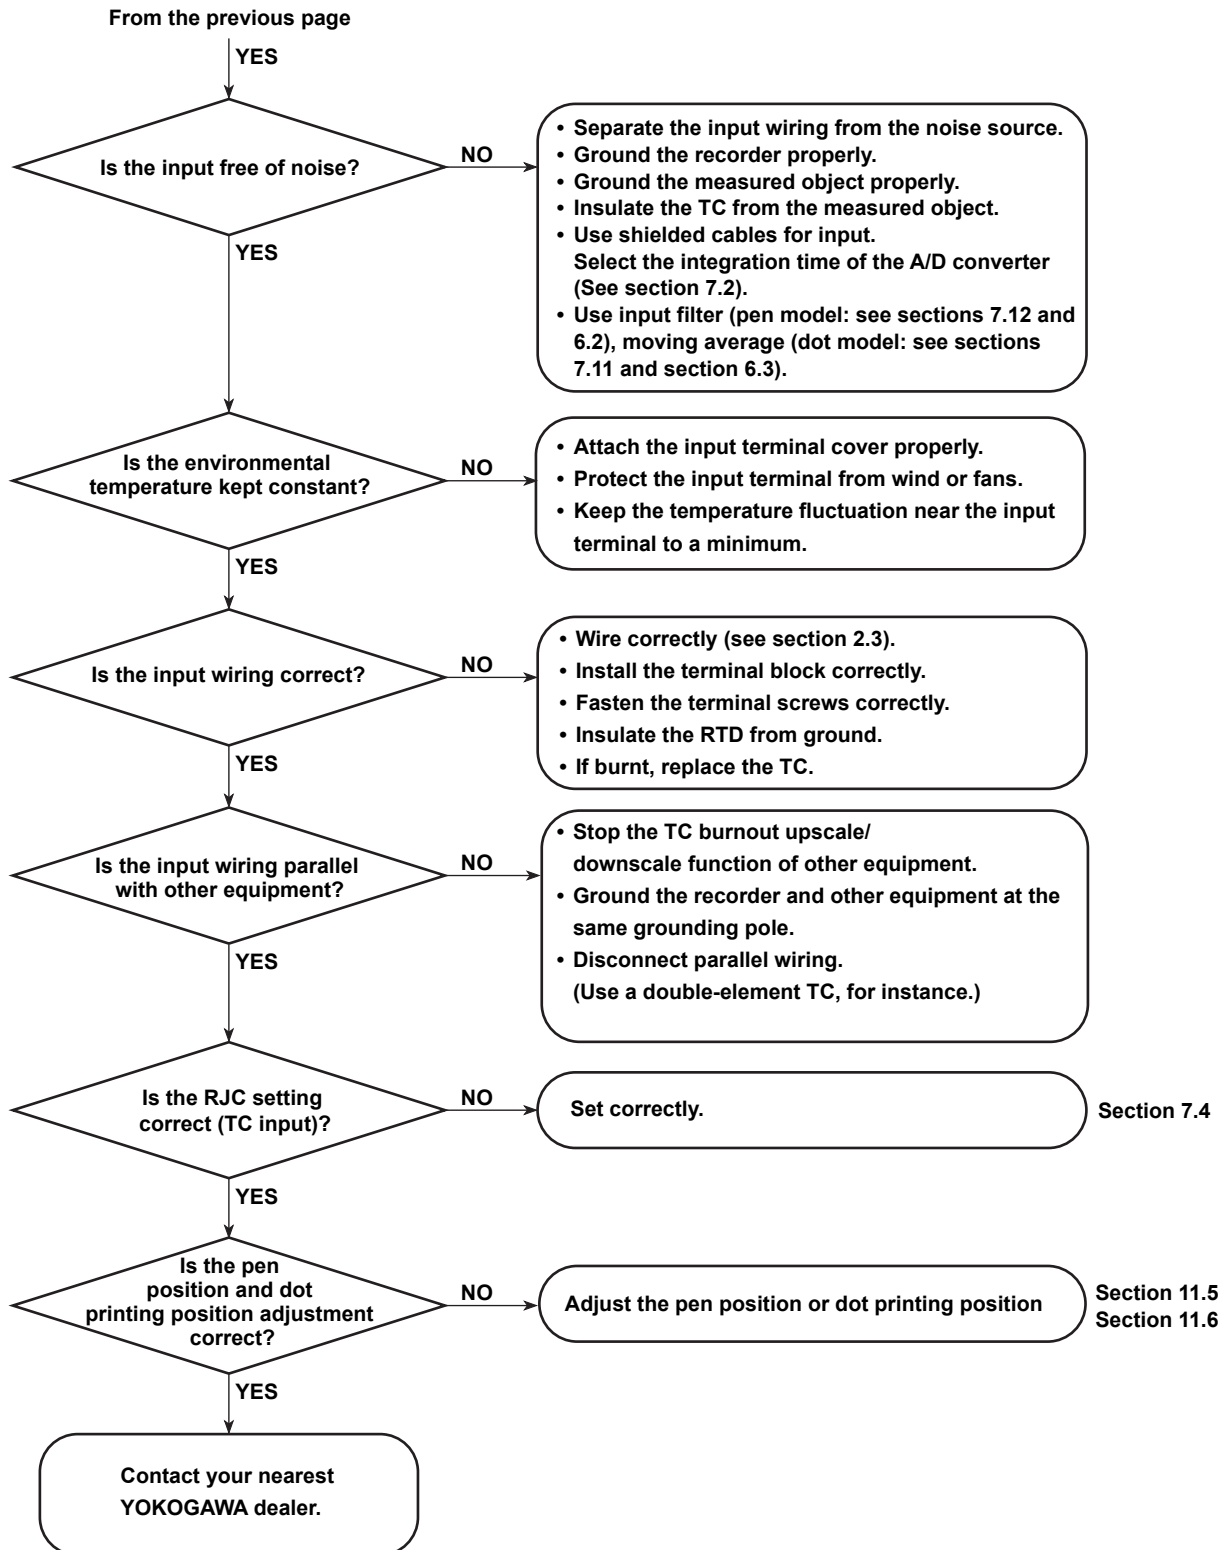 From the previous page
YES
Is the input free of noise?
NO
• Separate the input wiring from the noise source.
• Ground the recorder properly.
• Ground the measured object properly.
• Insulate the TC from the measured object.
• Use shielded cables for input.
Select the integration time of the A/D converter
(See section 7.2).
• Use input filter (pen model: see sections 7.12 and
6.2), moving average (dot model: see sections
7.11 and section 6.3).
YES
Is the environmental
temperature kept constant?
NO
• Attach the input terminal cover properly.
• Protect the input terminal from wind or fans.
• Keep the temperature fluctuation near the input
terminal to a minimum.
YES
Is the input wiring correct?
NO
• Wire correctly (see section 2.3).
• Install the terminal block correctly.
• Fasten the terminal screws correctly.
• Insulate the RTD from ground.
• If burnt, replace the TC.
YES
Is the input wiring parallel
with other equipment?
NO
• Stop the TC burnout upscale/
downscale function of other equipment.
• Ground the recorder and other equipment at the
same grounding pole.
• Disconnect parallel wiring.
(Use a double-element TC, for instance.)
YES
Is the RJC setting
correct (TC input)?
NO
Set correctly.
Section 7.4
YES
Is the pen
position and dot
printing position adjustment
correct?
NO
Adjust the pen position or dot printing position
Section 11.5
Section 11.6
YES
Contact your nearest
YOKOGAWA dealer.